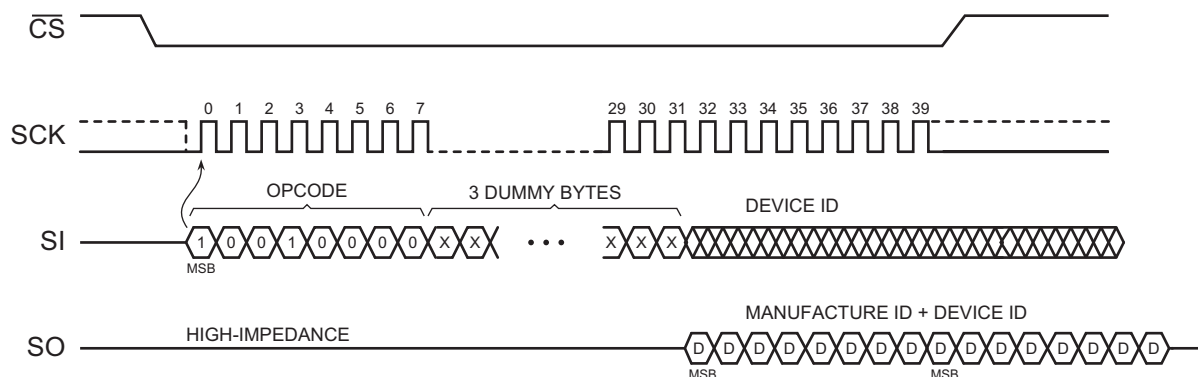 CS
0 1 2 3 4 5 6 7 29 30 31 32 33 34 35 36 37 38 39
SCK
OPCODE 3 DUMMY BYTES DEVICE ID
SI 1 0 0 1 0 0 0 0 X X • • • X X X
MSB
HIGH-IMPEDANCE MANUFACTURE ID + DEVICE ID
SO D D D D D D D D D D D D D D D D
MSB MSB